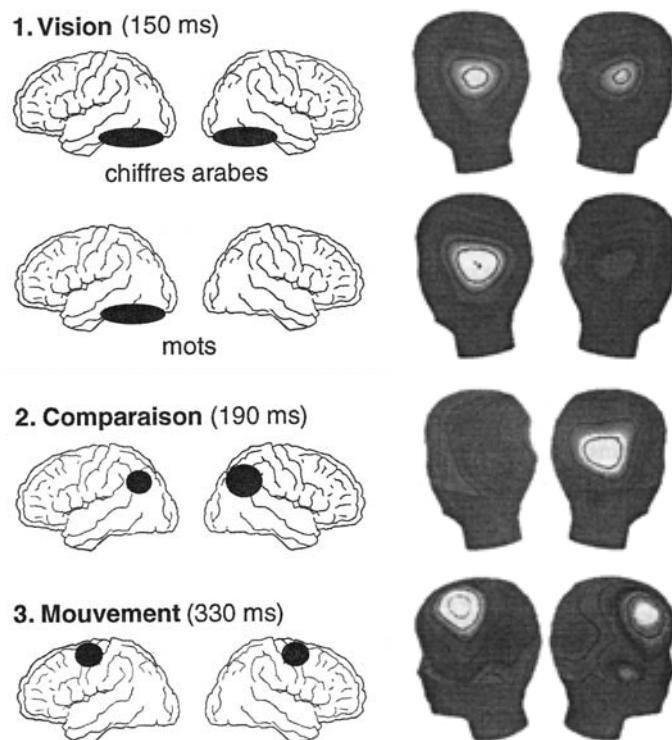 1. Vision (150 ms)
chiffres arabes
mots
2. Comparaison (190 ms)
3. Mouvement (330 ms)